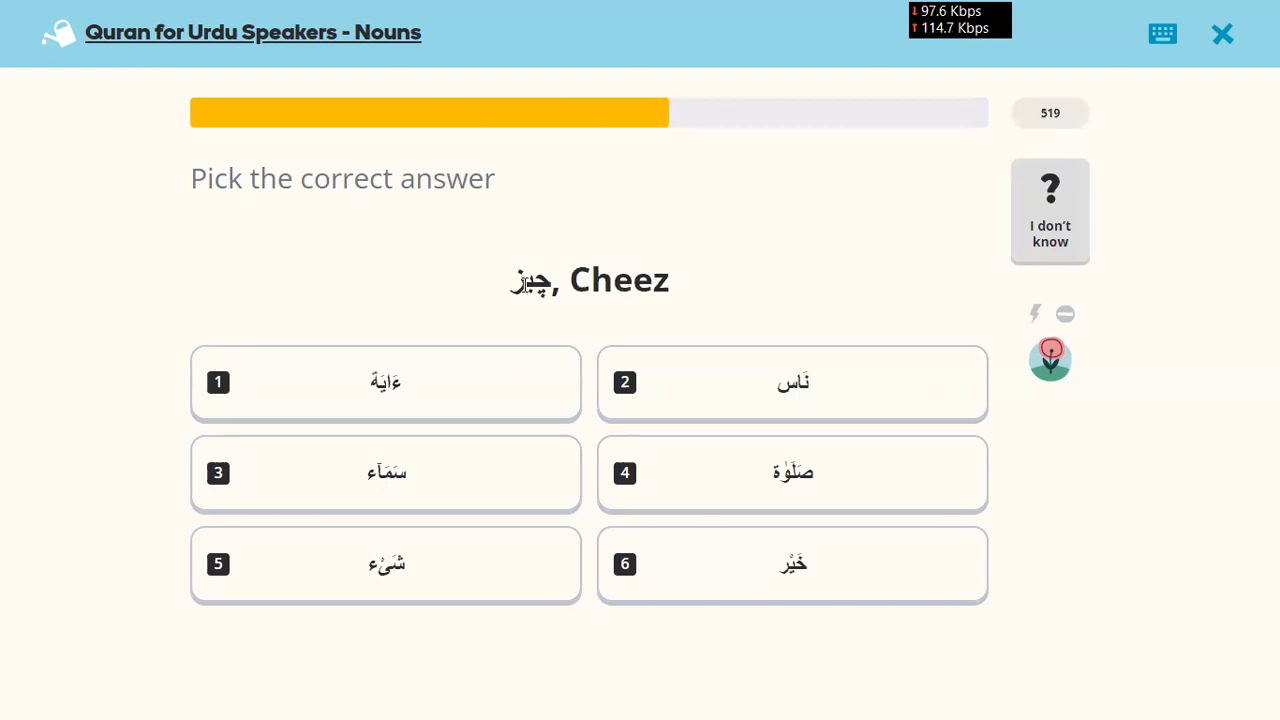 Quran for Urdu Speakers - Nouns
↓ 97.6 Kbps
↑ 114.7 Kbps
519
Pick the correct answer
?
I don't
know
چیز, Cheez
1 ءَايَة
2 نَاس
3 سَمَآء
4 صَلَوٰة
5 شَىْء
6 خَيْر